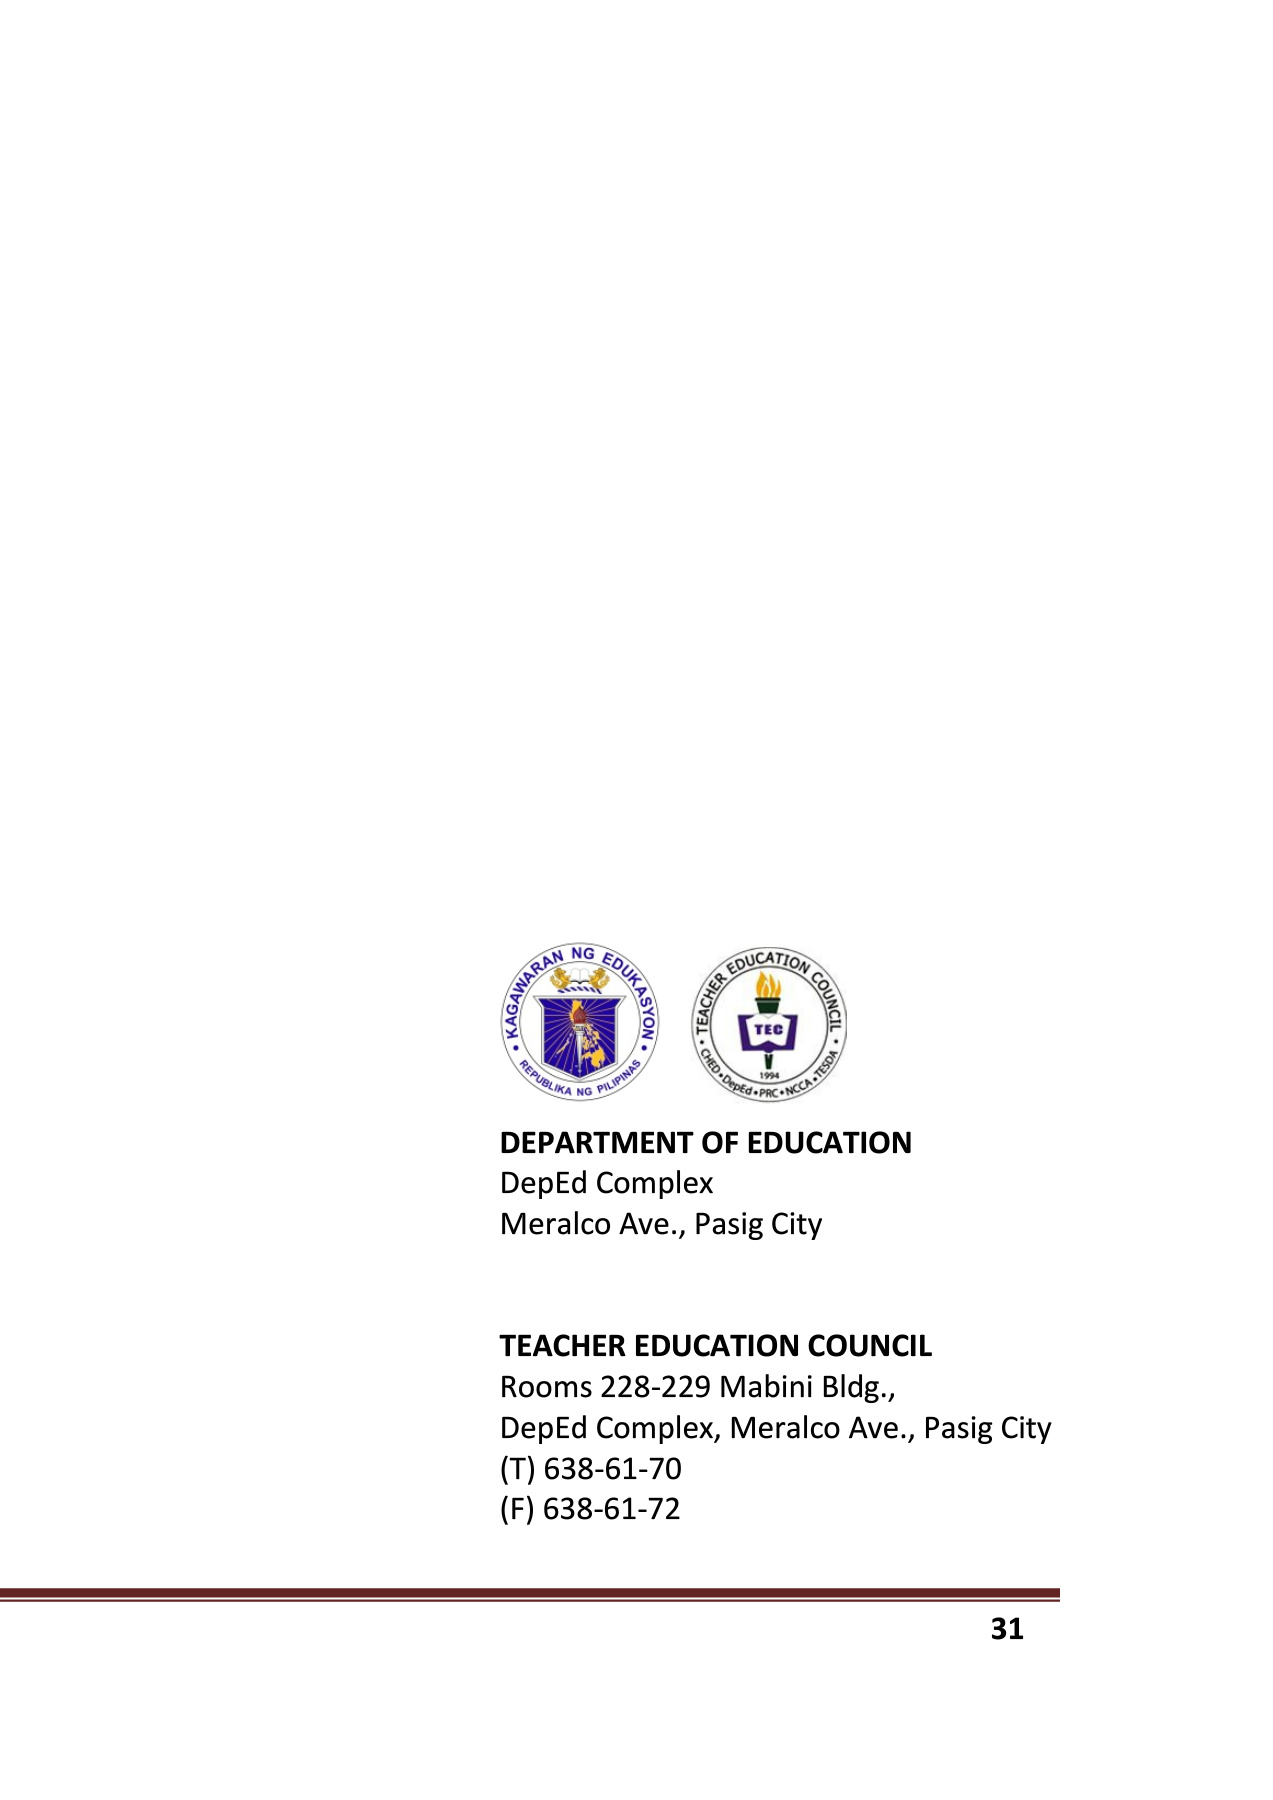 KAGAWARAN NG EDUKASYON
REPUBLIKA NG PILIPINAS
TEACHER EDUCATION COUNCIL
TEC
1994
CHED • DepEd • PRC • NCCA • TESDA
DEPARTMENT OF EDUCATION
DepEd Complex
Meralco Ave., Pasig City
TEACHER EDUCATION COUNCIL
Rooms 228-229 Mabini Bldg.,
DepEd Complex, Meralco Ave., Pasig City
(T) 638-61-70
(F) 638-61-72
31